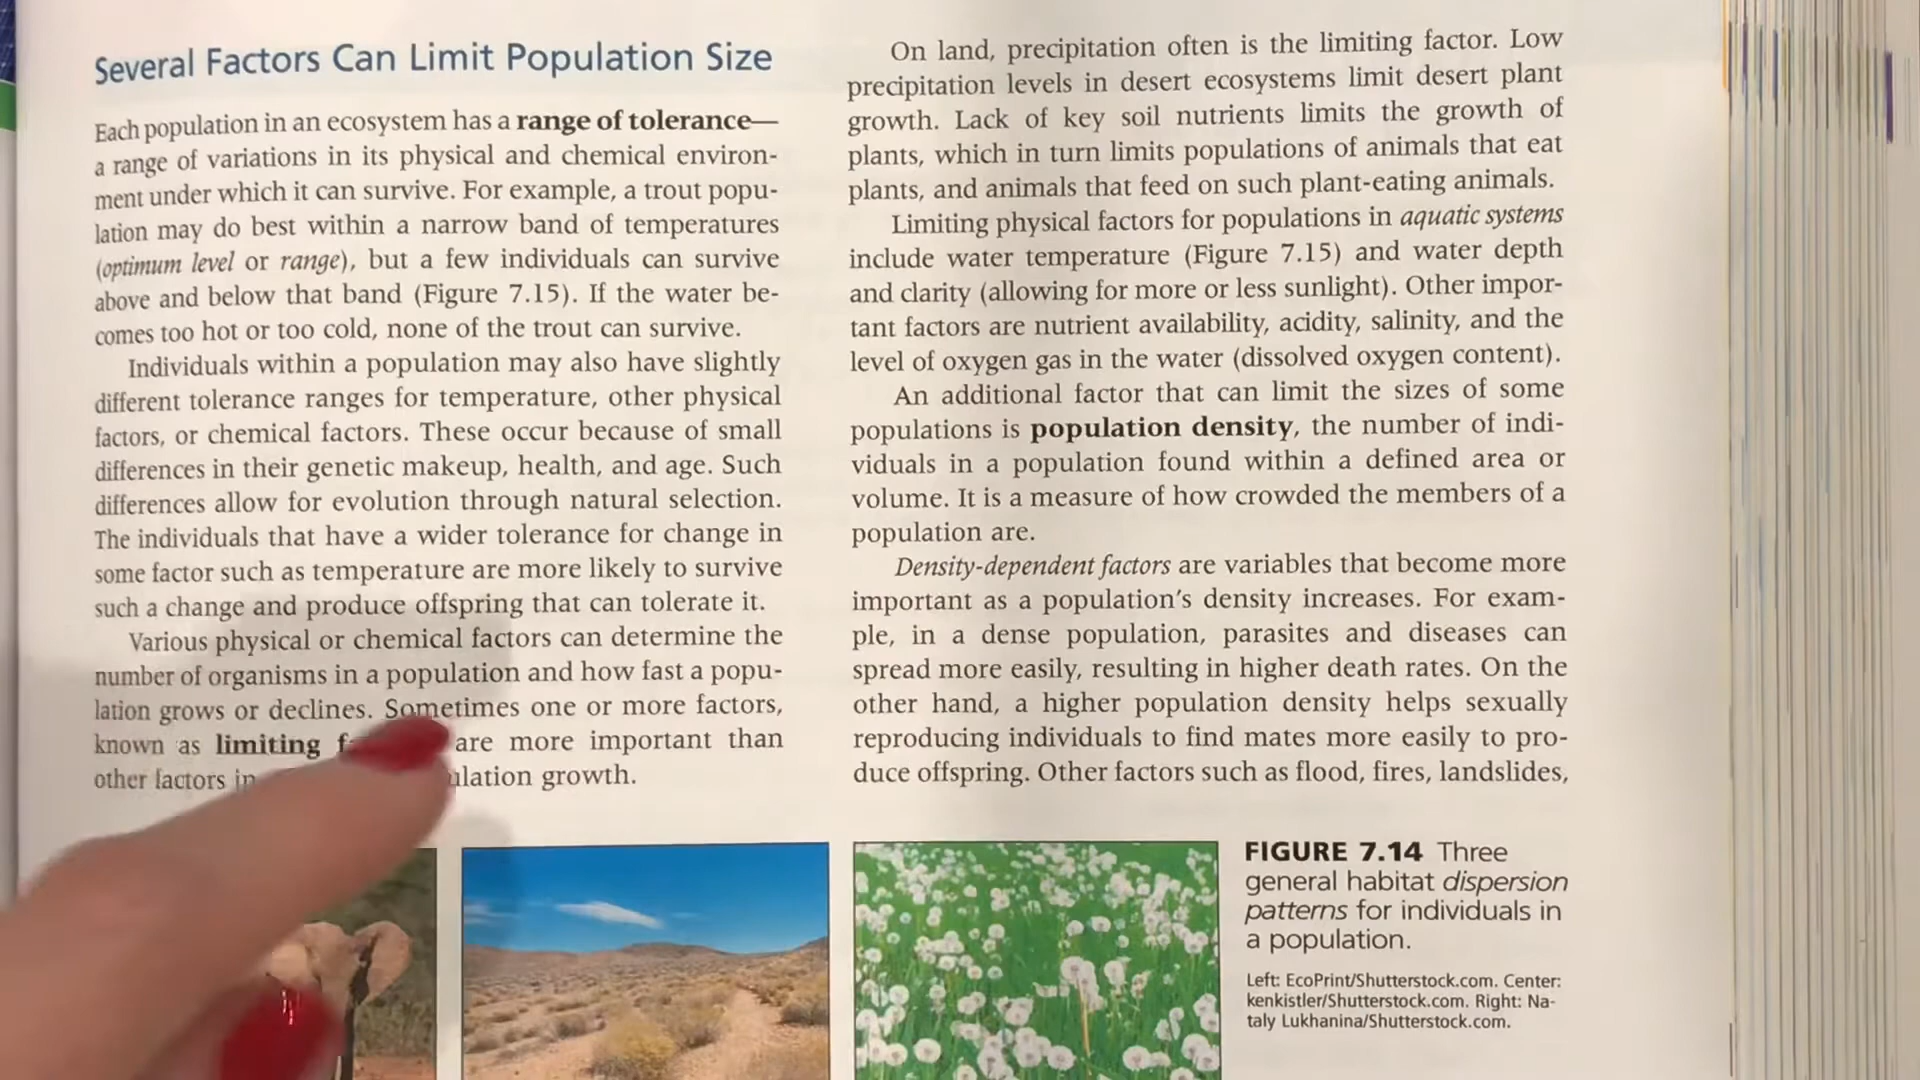 Several Factors Can Limit Population Size
Each population in an ecosystem has a range of tolerance—
a range of variations in its physical and chemical environ-
ment under which it can survive. For example, a trout popu-
lation may do best within a narrow band of temperatures
(optimum level or range), but a few individuals can survive
above and below that band (Figure 7.15). If the water be-
comes too hot or too cold, none of the trout can survive.
Individuals within a population may also have slightly
different tolerance ranges for temperature, other physical
factors, or chemical factors. These occur because of small
differences in their genetic makeup, health, and age. Such
differences allow for evolution through natural selection.
The individuals that have a wider tolerance for change in
some factor such as temperature are more likely to survive
such a change and produce offspring that can tolerate it.
Various physical or chemical factors can determine the
number of organisms in a population and how fast a popu-
lation grows or declines. Sometimes one or more factors,
known as limiting are more important than
other factors in growth.
On land, precipitation often is the limiting factor. Low
precipitation levels in desert ecosystems limit desert plant
growth. Lack of key soil nutrients limits the growth of
plants, which in turn limits populations of animals that eat
plants, and animals that feed on such plant-eating animals.
Limiting physical factors for populations in aquatic systems
include water temperature (Figure 7.15) and water depth
and clarity (allowing for more or less sunlight). Other impor-
tant factors are nutrient availability, acidity, salinity, and the
level of oxygen gas in the water (dissolved oxygen content).
An additional factor that can limit the sizes of some
populations is population density, the number of indi-
viduals in a population found within a defined area or
volume. It is a measure of how crowded the members of a
population are.
Density-dependent factors are variables that become more
important as a population's density increases. For exam-
ple, in a dense population, parasites and diseases can
spread more easily, resulting in higher death rates. On the
other hand, a higher population density helps sexually
reproducing individuals to find mates more easily to pro-
duce offspring. Other factors such as flood, fires, landslides,
FIGURE 7.14 Three
general habitat dispersion
patterns for individuals in
a population.
Left: EcoPrint/Shutterstock.com. Center:
kenkistler/Shutterstock.com. Right: Na-
taly Lukhanina/Shutterstock.com.